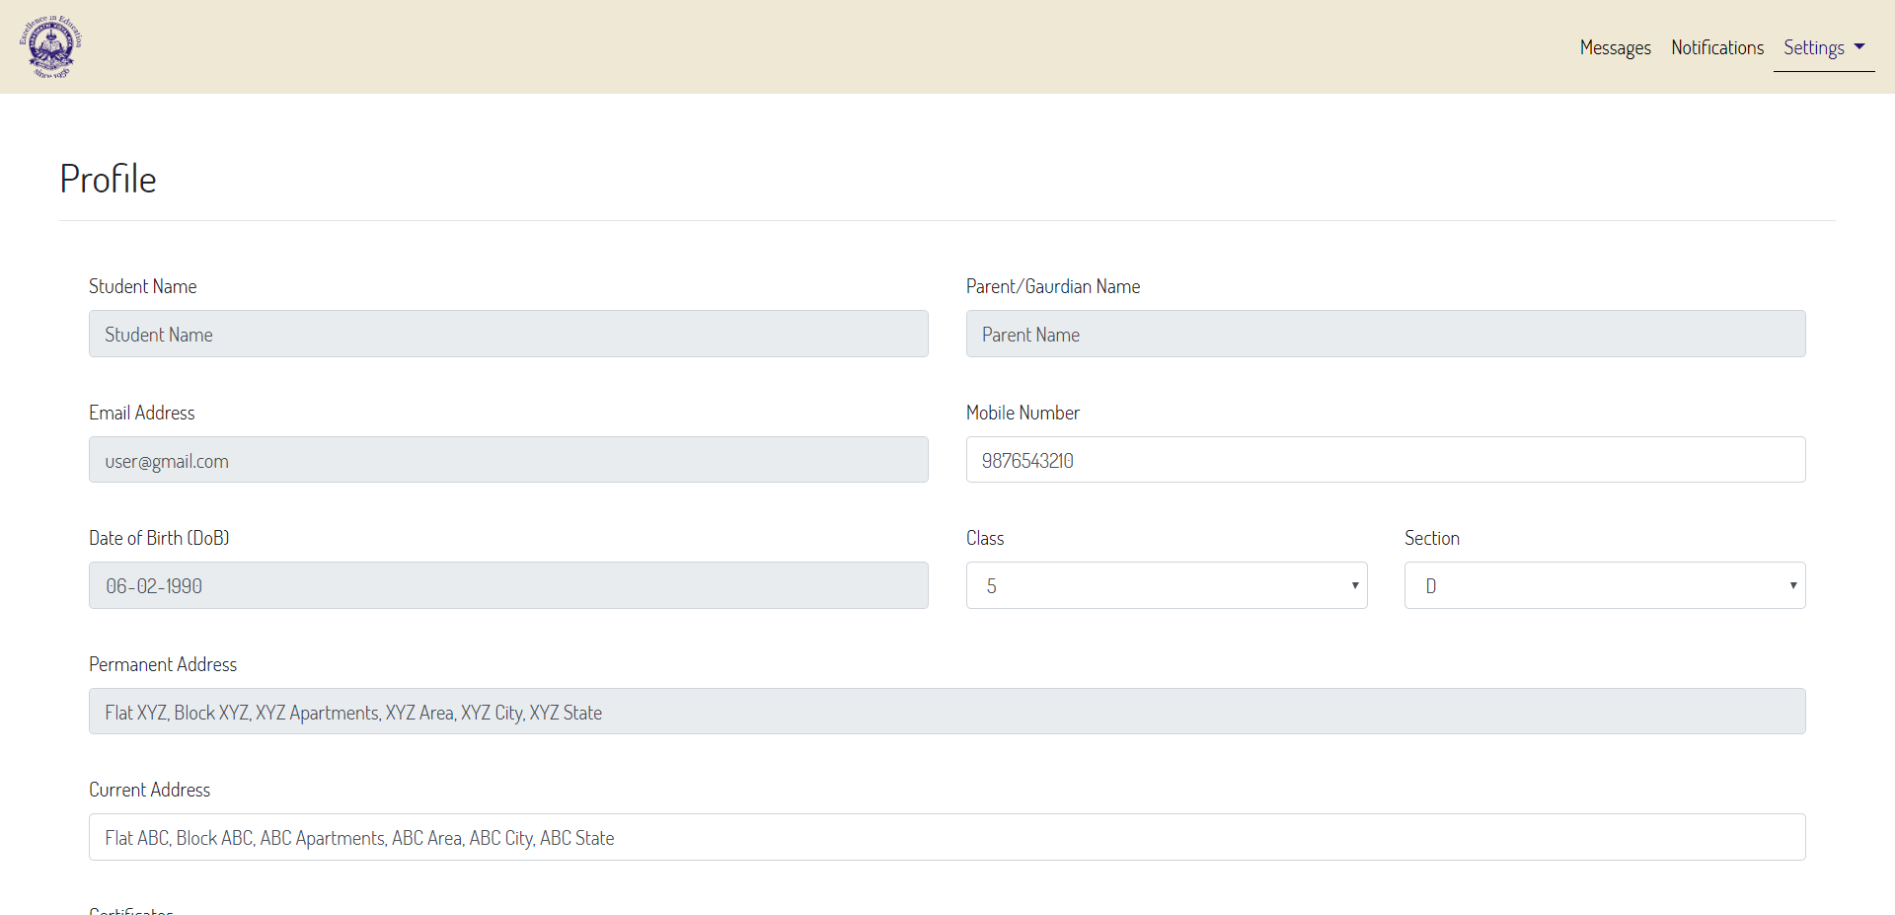 Excellence in Education
Since 1956
Messages Notifications Settings
Profile
Student Name Parent/Gaurdian Name
Student Name Parent Name
Email Address Mobile Number
user@gmail.com 9876543210
Date of Birth (DoB) Class Section
06-02-1990 5 D
Permanent Address
Flat XYZ, Block XYZ, XYZ Apartments, XYZ Area, XYZ City, XYZ State
Current Address
Flat ABC, Block ABC, ABC Apartments, ABC Area, ABC City, ABC State
Certificates